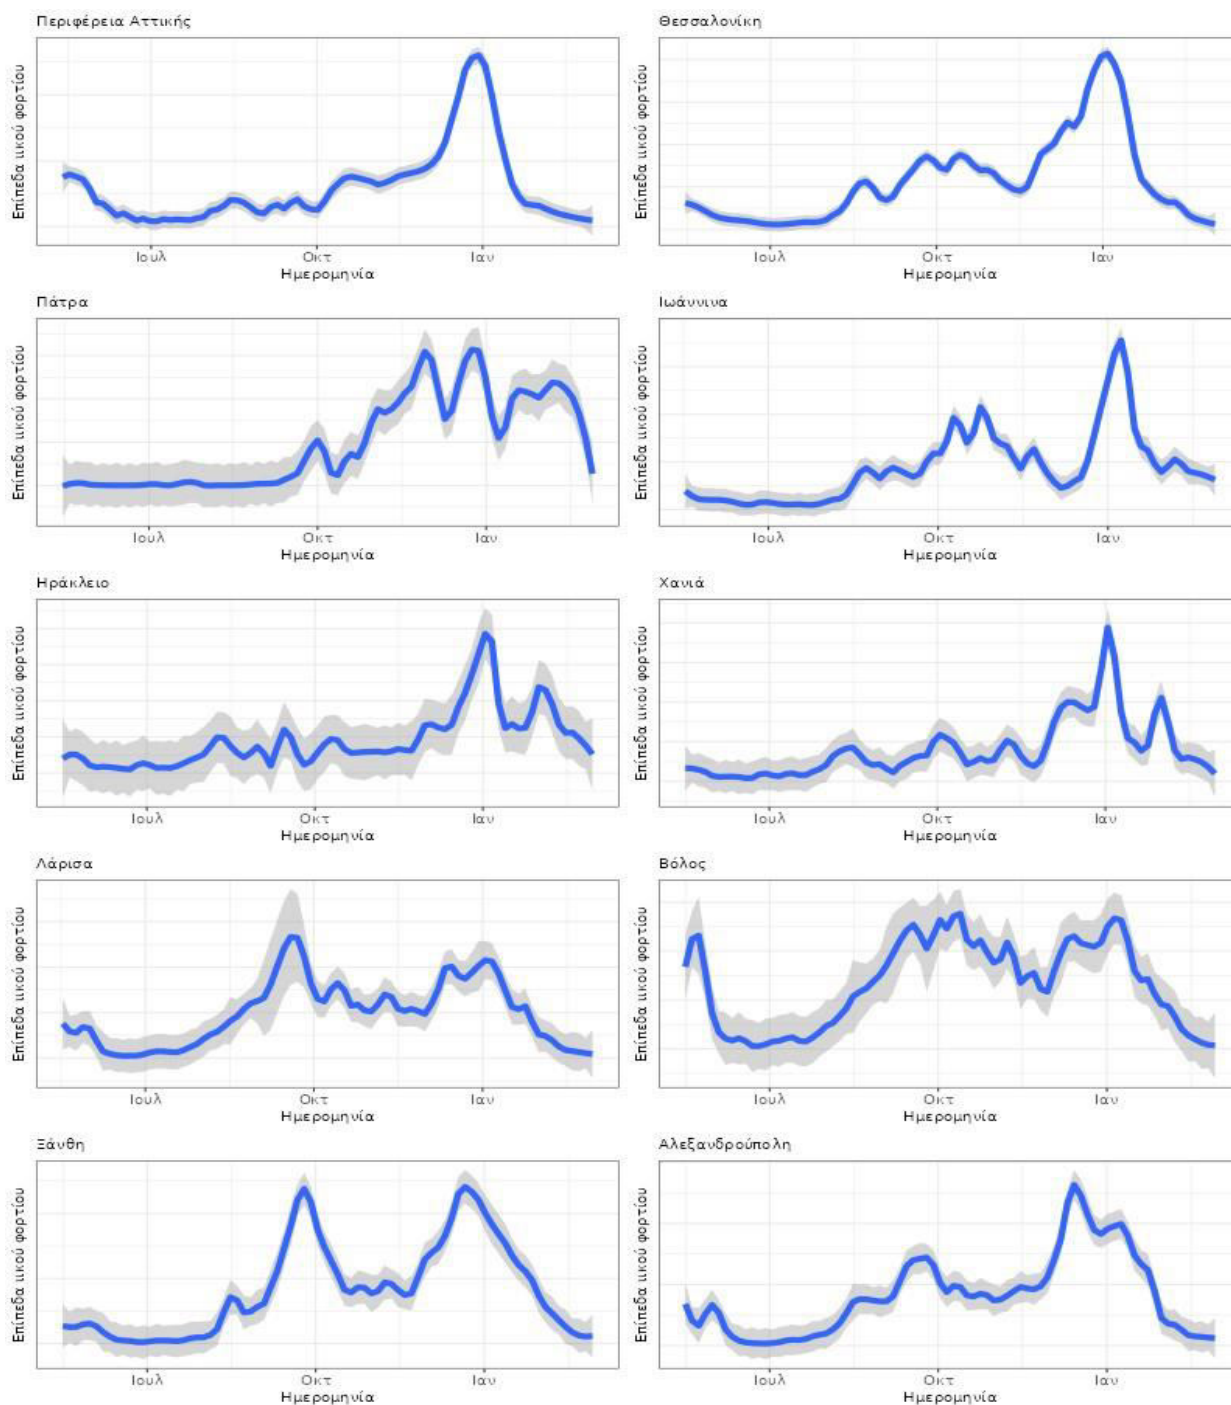 Περιφέρεια Αττικής
Επίπεδα ιικού φορτίου
Ιουλ Οκτ Ιαν
Ημερομηνία
Θεσσαλονίκη
Επίπεδα ιικού φορτίου
Ιουλ Οκτ Ιαν
Ημερομηνία
Πάτρα
Επίπεδα ιικού φορτίου
Ιουλ Οκτ Ιαν
Ημερομηνία
Ιωάννινα
Επίπεδα ιικού φορτίου
Ιουλ Οκτ Ιαν
Ημερομηνία
Ηράκλειο
Επίπεδα ιικού φορτίου
Ιουλ Οκτ Ιαν
Ημερομηνία
Χανιά
Επίπεδα ιικού φορτίου
Ιουλ Οκτ Ιαν
Ημερομηνία
Λάρισα
Επίπεδα ιικού φορτίου
Ιουλ Οκτ Ιαν
Ημερομηνία
Βόλος
Επίπεδα ιικού φορτίου
Ιουλ Οκτ Ιαν
Ημερομηνία
Ξάνθη
Επίπεδα ιικού φορτίου
Ιουλ Οκτ Ιαν
Ημερομηνία
Αλεξανδρούπολη
Επίπεδα ιικού φορτίου
Ιουλ Οκτ Ιαν
Ημερομηνία